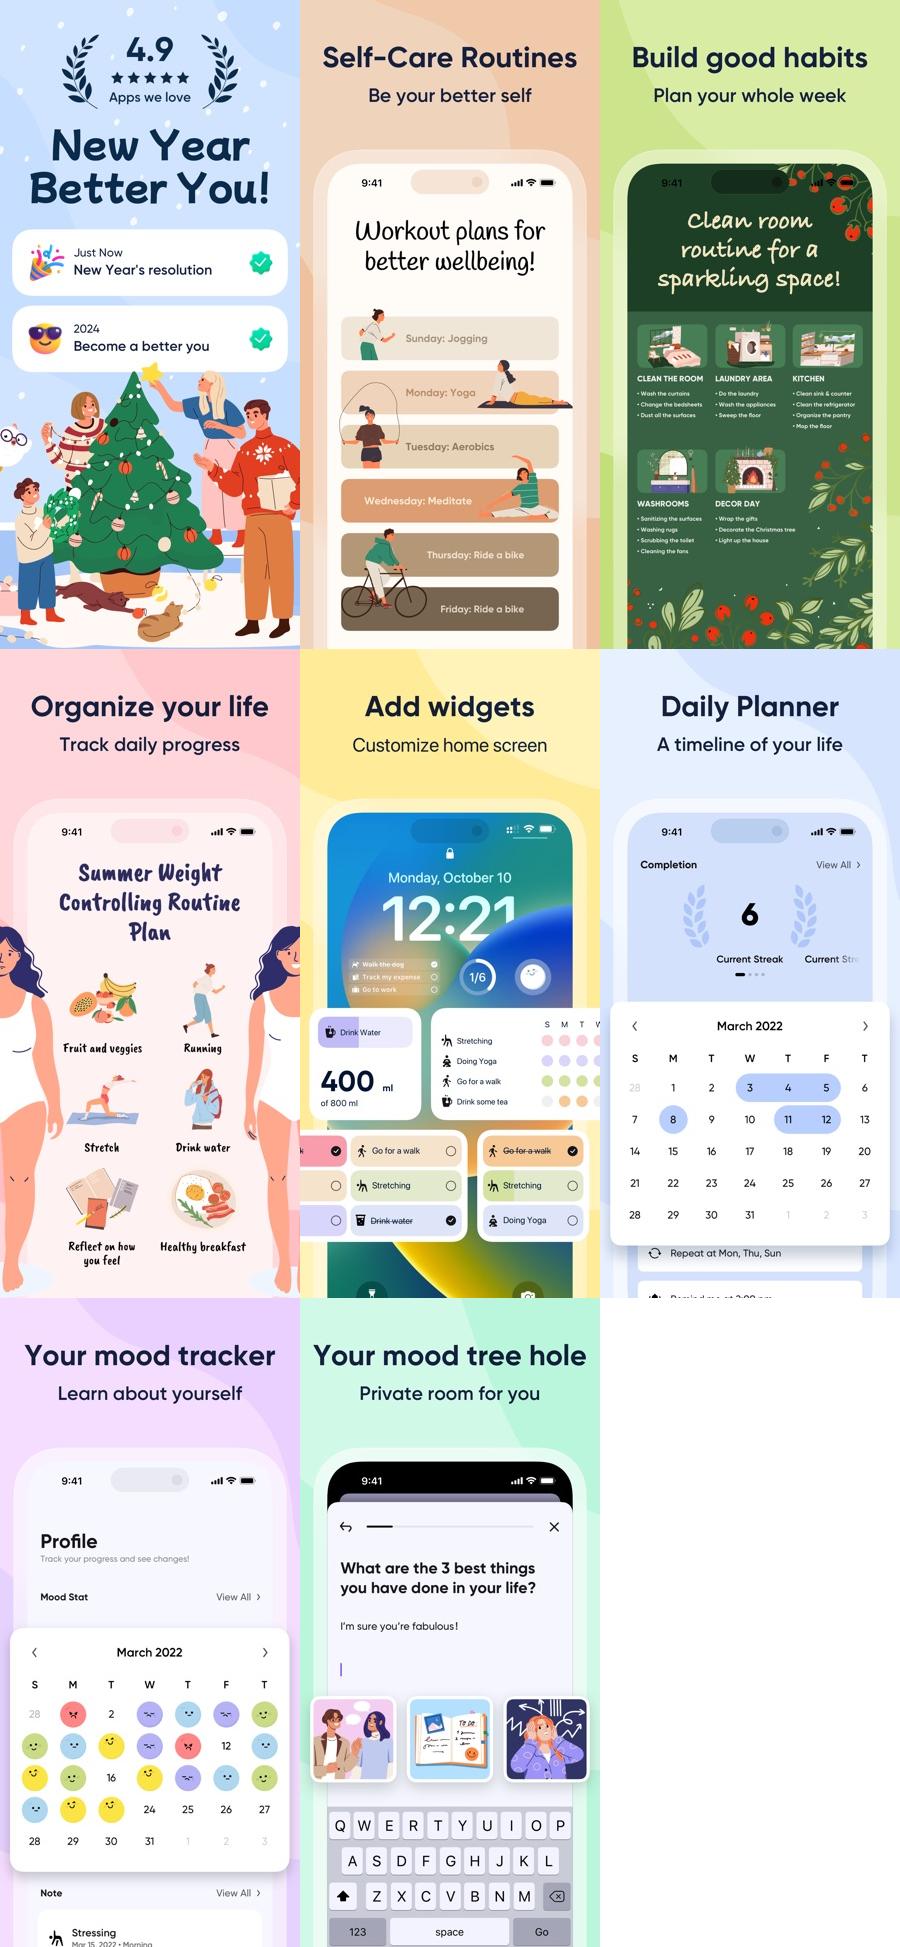 4.9
Apps we love
New Year
Better You!
Just Now
New Year's resolution
2024
Become a better you
Self-Care Routines
Be your better self
9:41
Workout plans for
better wellbeing!
Sunday: Jogging
Monday: Yoga
Tuesday: Aerobics
Wednesday: Meditate
Thursday: Ride a bike
Friday: Ride a bike
Build good habits
Plan your whole week
9:41
Clean room
routine for a
sparkling space!
CLEAN THE ROOM
• Wash the curtains
• Change the bedsheets
• Dust all the surfaces
LAUNDRY AREA
• Do the laundry
• Wash the appliances
• Sweep the floor
KITCHEN
• Clean sink & counter
• Clean the refrigerator
• Organize the pantry
• Mop the floor
WASHROOMS
• Sanitizing the surfaces
• Washing rugs
• Scrubbing the toilet
• Cleaning the fans
DECOR DAY
• Wrap the gifts
• Decorate the Christmas tree
• Light up the house
Organize your life
Track daily progress
9:41
Summer Weight
Controlling Routine
Plan
Fruit and veggies
Running
Stretch
Drink water
Reflect on how
you feel
Healthy breakfast
Add widgets
Customize home screen
Monday, October 10
12:21
Walk the dog
Track my expense
Go to work
1/6
Drink Water
400 ml
of 800 ml
S M T W
Stretching
Doing Yoga
Go for a walk
Drink some tea
Go for a walk
Stretching
Drink water
Go for a walk
Stretching
Doing Yoga
Daily Planner
A timeline of your life
9:41
Completion
View All
6
Current Streak
Current Stre
March 2022
S M T W T F S
28 1 2 3 4 5 6
7 8 9 10 11 12 13
14 15 16 17 18 19 20
21 22 23 24 25 26 27
28 29 30 31 1 2 3
Repeat at Mon, Thu, Sun
Remind me at 2:00 pm
Your mood tracker
Learn about yourself
9:41
Profile
Track your progress and see changes!
Mood Stat
View All
March 2022
S M T W T F S
28 2
12
16
24 25 26 27
28 29 30 31 1 2 3
Note
View All
Stressing
Mar 15, 2022 • Morning
Your mood tree hole
Private room for you
9:41
What are the 3 best things
you have done in your life?
I'm sure you're fabulous!
TO DO
Q W E R T Y U I O P
A S D F G H J K L
Z X C V B N M
123 space Go